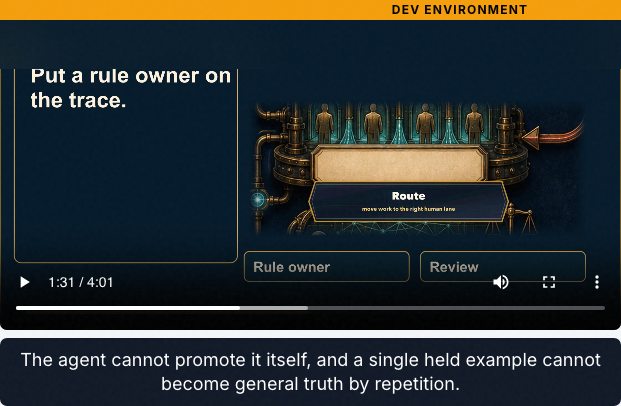 DEV ENVIRONMENT
Put a rule owner on
the trace.
Route
move work to the right human lane
Rule owner
Review
1:31 / 4:01
The agent cannot promote it itself, and a single held example cannot
become general truth by repetition.